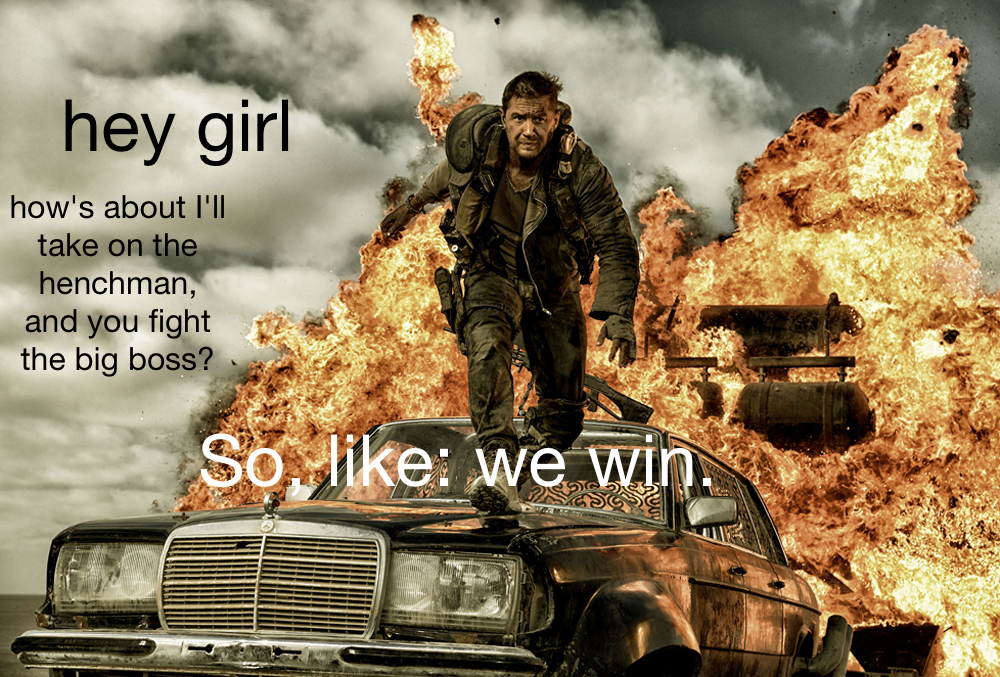 hey girl
how's about I'll
take on the
henchman,
and you fight
the big boss?
So, like: we win.